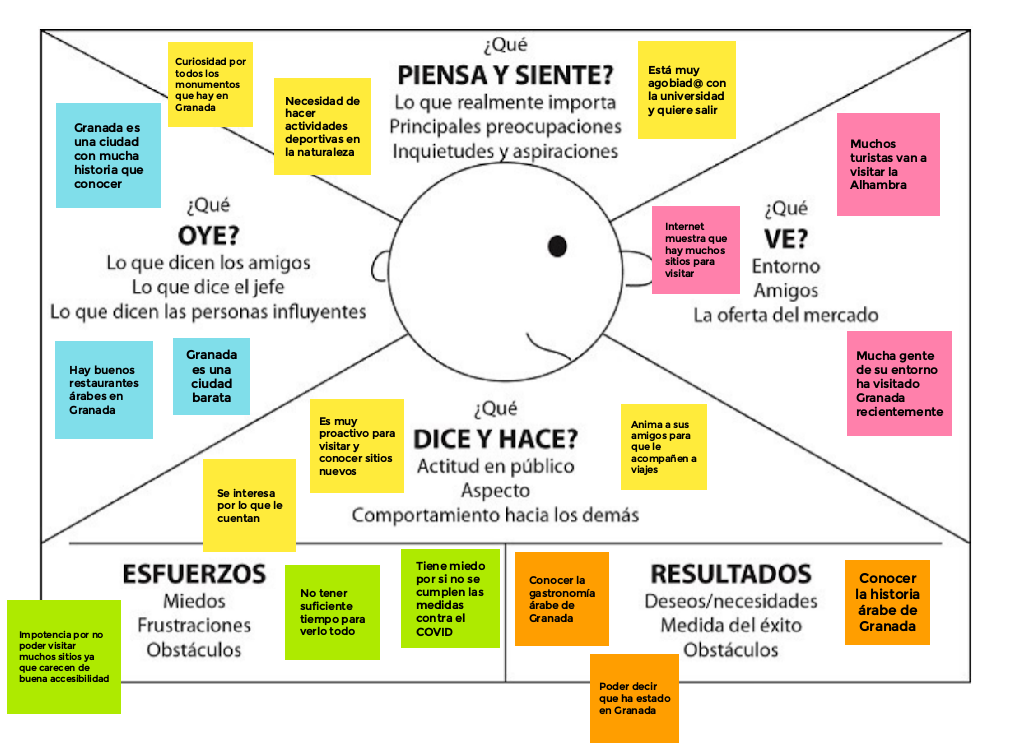 ¿Qué
PIENSA Y SIENTE?
Lo que realmente importa
Principales preocupaciones
Inquietudes y aspiraciones
Curiosidad por
todos los
monumentos
que hay en
Granada
Necesidad de
hacer
actividades
deportivas en
la naturaleza
Está muy
agobiad@ con
la universidad
y quiere salir
Granada es
una ciudad
con mucha
historia que
conocer
¿Qué
OYE?
Lo que dicen los amigos
Lo que dice el jefe
Lo que dicen las personas influyentes
Hay buenos
restaurantes
árabes en
Granada
Granada
es una
ciudad
barata
Muchos
turistas van a
visitar la
Alhambra
Internet
muestra que
hay muchos
sitios para
visitar
¿Qué
VE?
Entorno
Amigos
La oferta del mercado
Mucha gente
de su entorno
ha visitado
Granada
recientemente
¿Qué
DICE Y HACE?
Actitud en público
Aspecto
Comportamiento hacia los demás
Es muy
proactivo para
visitar y
conocer sitios
nuevos
Se interesa
por lo que le
cuentan
Anima a sus
amigos para
que le
acompañen a
viajes
ESFUERZOS
Miedos
Frustraciones
Obstáculos
Impotencia por no
poder visitar
muchos sitios ya
que carecen de
buena accesibilidad
No tener
suficiente
tiempo para
verlo todo
Tiene miedo
por si no se
cumplen las
medidas
contra el
COVID
RESULTADOS
Deseos/necesidades
Medida del éxito
Obstáculos
Conocer la
gastronomía
árabe de
Granada
Poder decir
que ha estado
en Granada
Conocer
la historia
árabe de
Granada